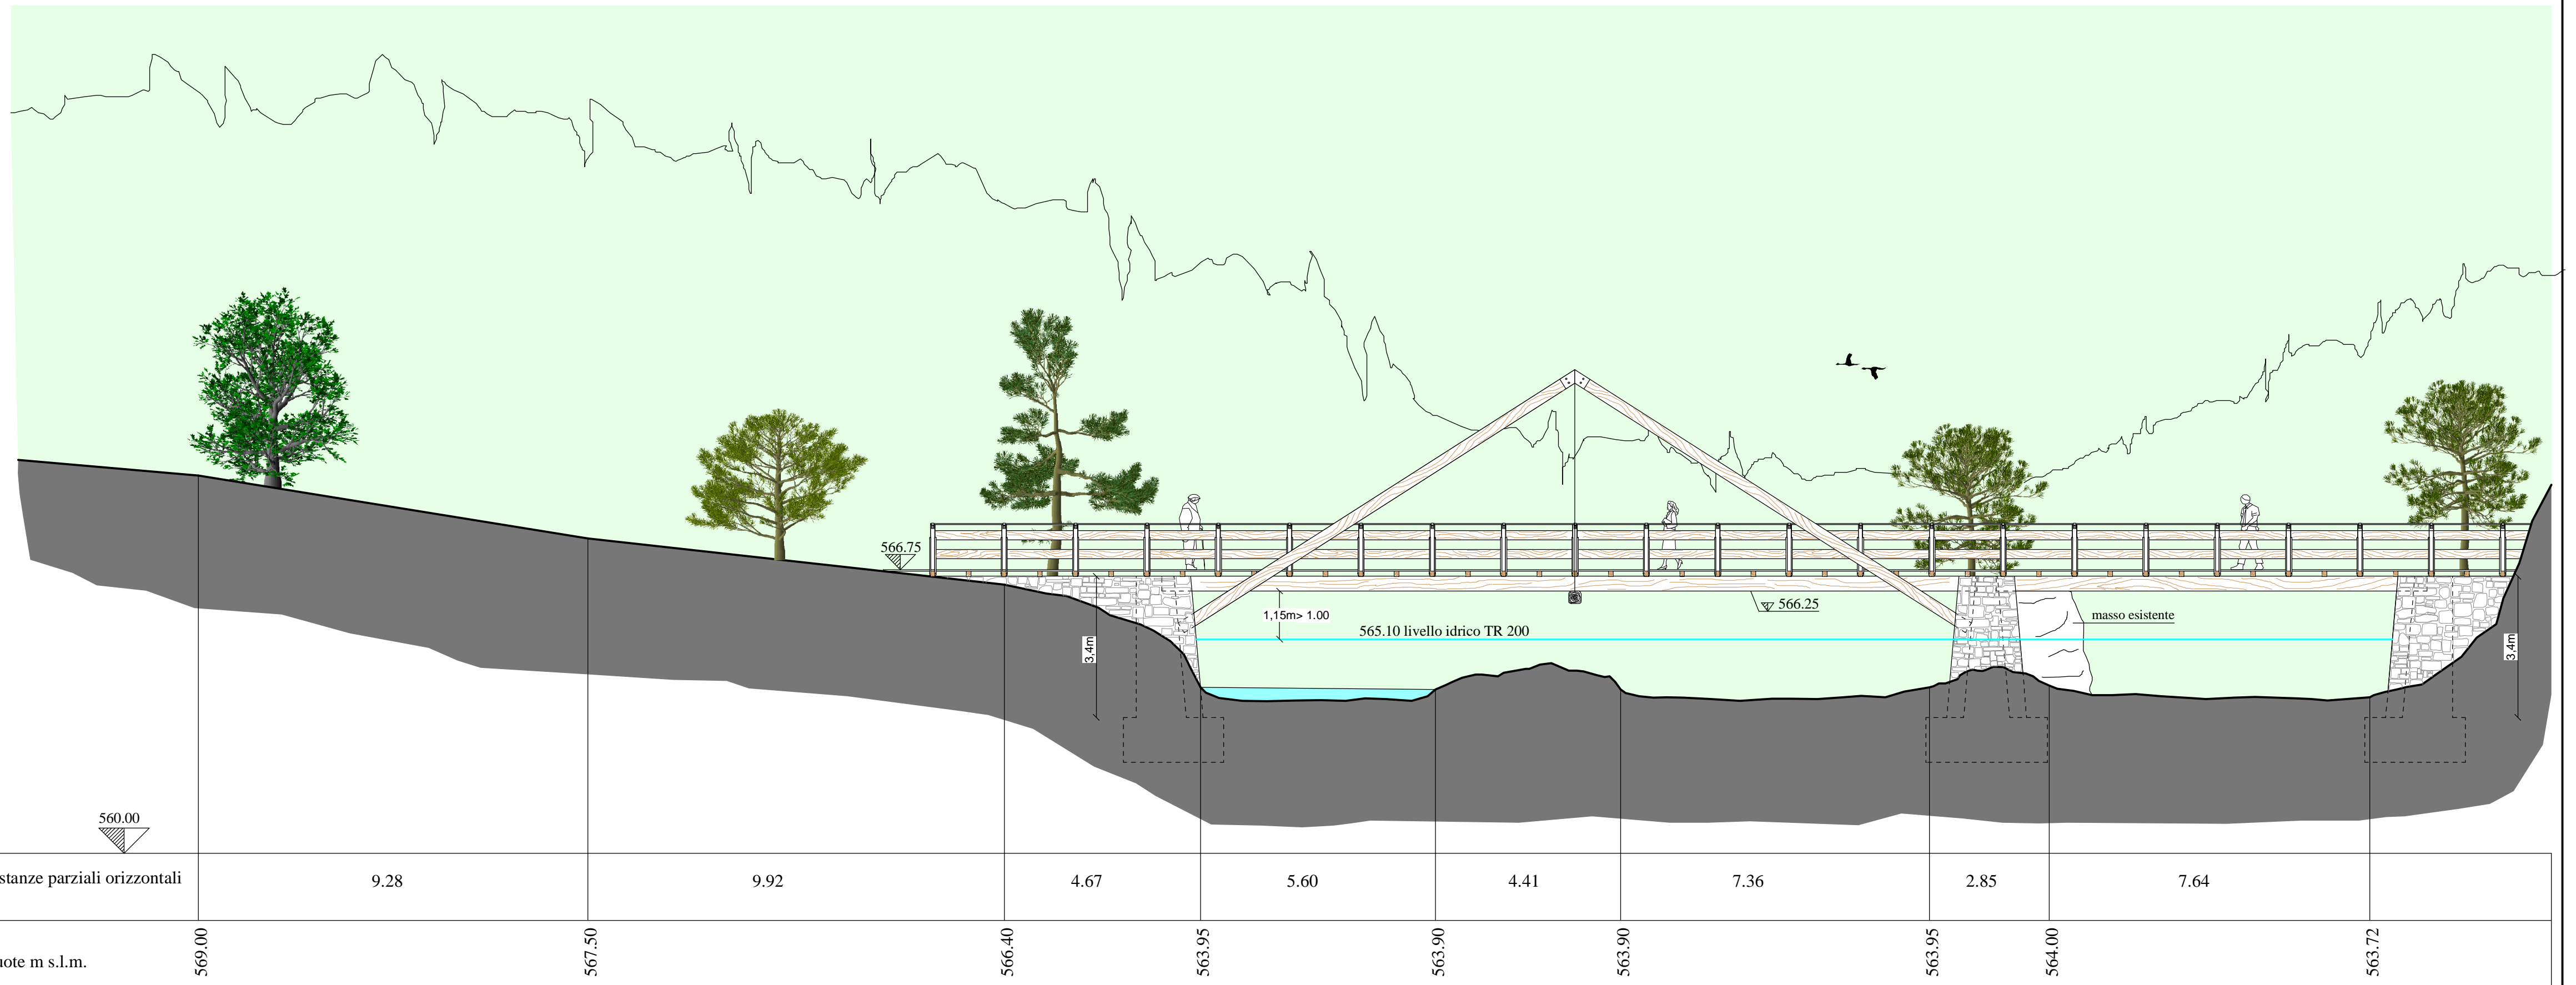 566.75
566.25
1,15m> 1.00
masso esistente
565.10 livello idrico TR 200
3,4m
3,4m
560.00
stanze parziali orizzontali 9.28 9.92 4.67 5.60 4.41 7.36 2.85 7.64
uote m s.l.m. 569.00 567.50 566.40 563.95 563.90 563.90 563.95 564.00 563.72